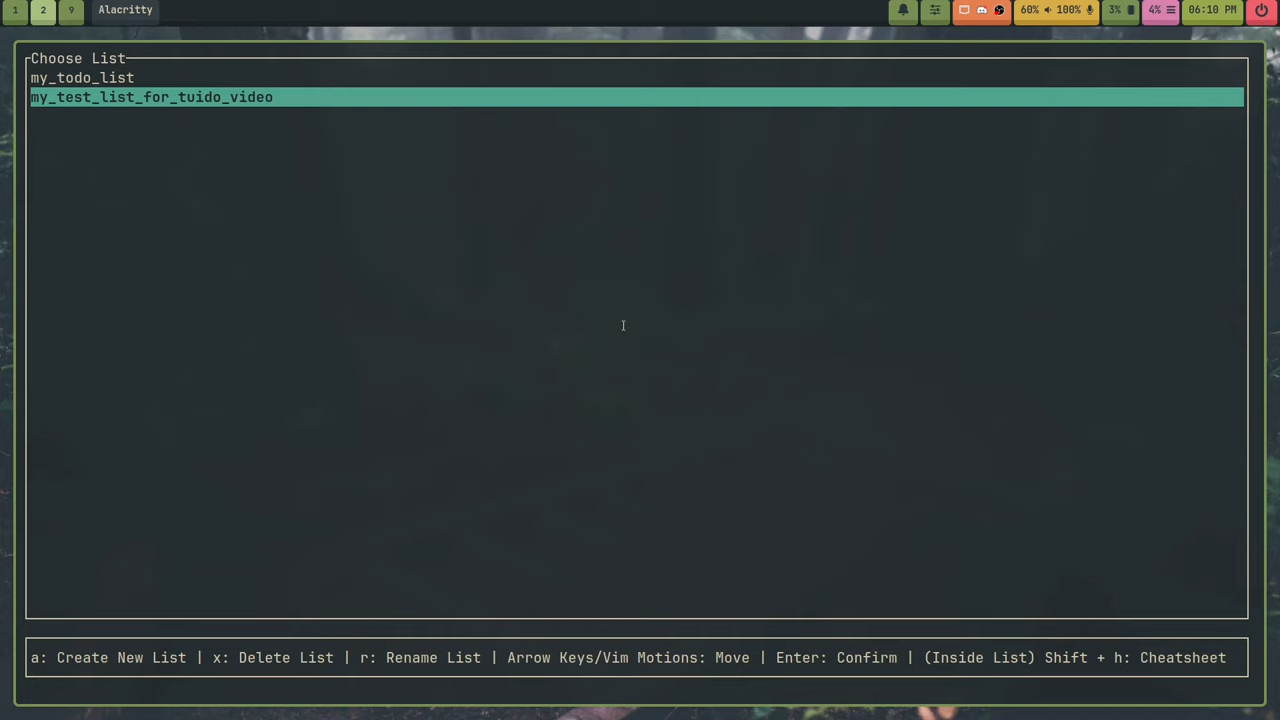 1 2 9 Alacritty 60% 100% 3% 4% 06:10 PM
Choose List
my_todo_list
my_test_list_for_tuido_video
a: Create New List | x: Delete List | r: Rename List | Arrow Keys/Vim Motions: Move | Enter: Confirm | (Inside List) Shift + h: Cheatsheet